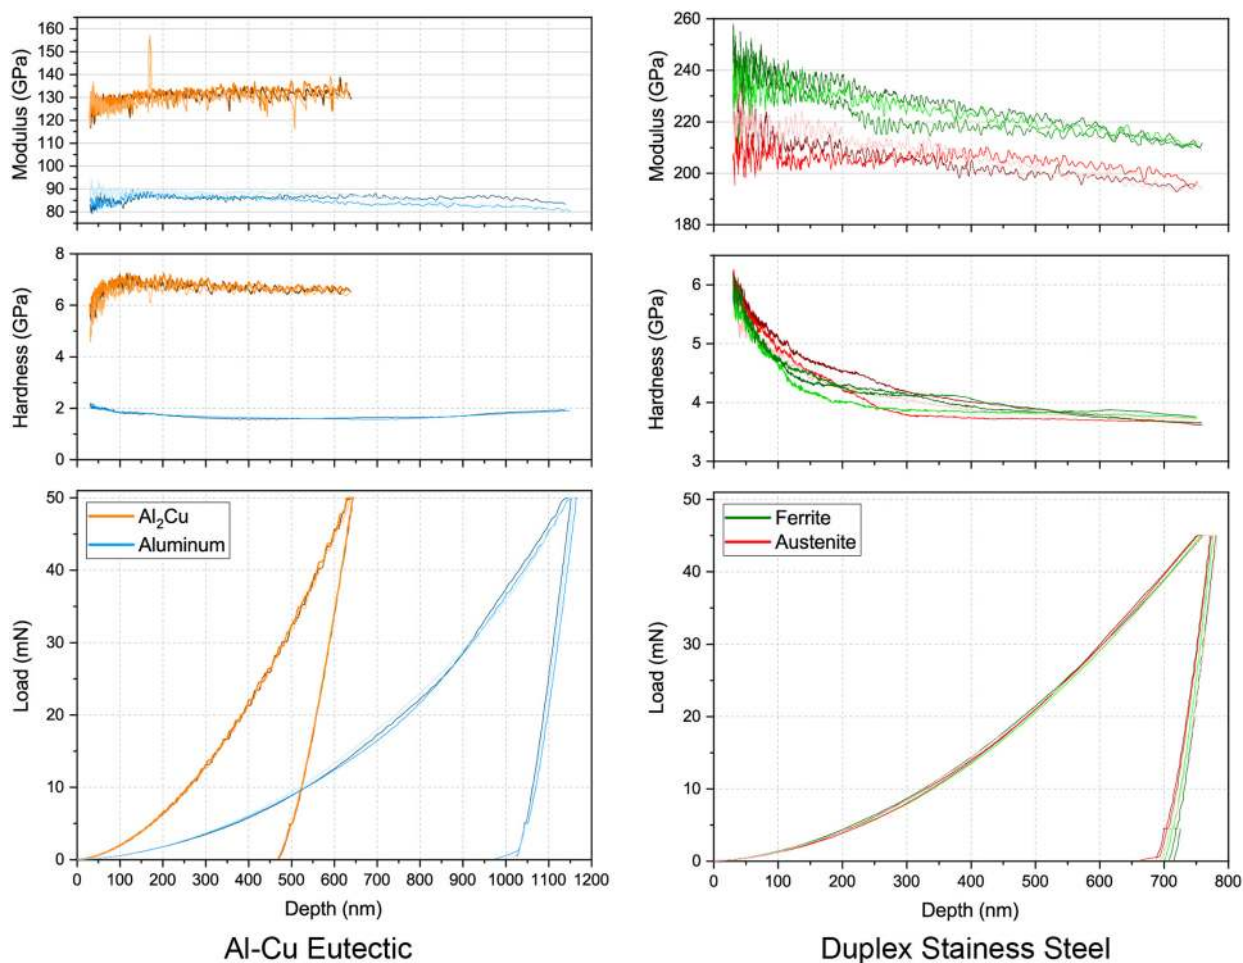 160
150
140
130
120
110
100
90
80
Modulus (GPa)
8
6
4
2
0
Hardness (GPa)
50
40
30
20
10
0
Load (mN)
Al₂Cu
Aluminum
0 100 200 300 400 500 600 700 800 900 1000 1100 1200
Depth (nm)
Al-Cu Eutectic
260
240
220
200
180
Modulus (GPa)
6
5
4
3
Hardness (GPa)
50
40
30
20
10
0
Load (mN)
Ferrite
Austenite
0 100 200 300 400 500 600 700 800
Depth (nm)
Duplex Stainess Steel